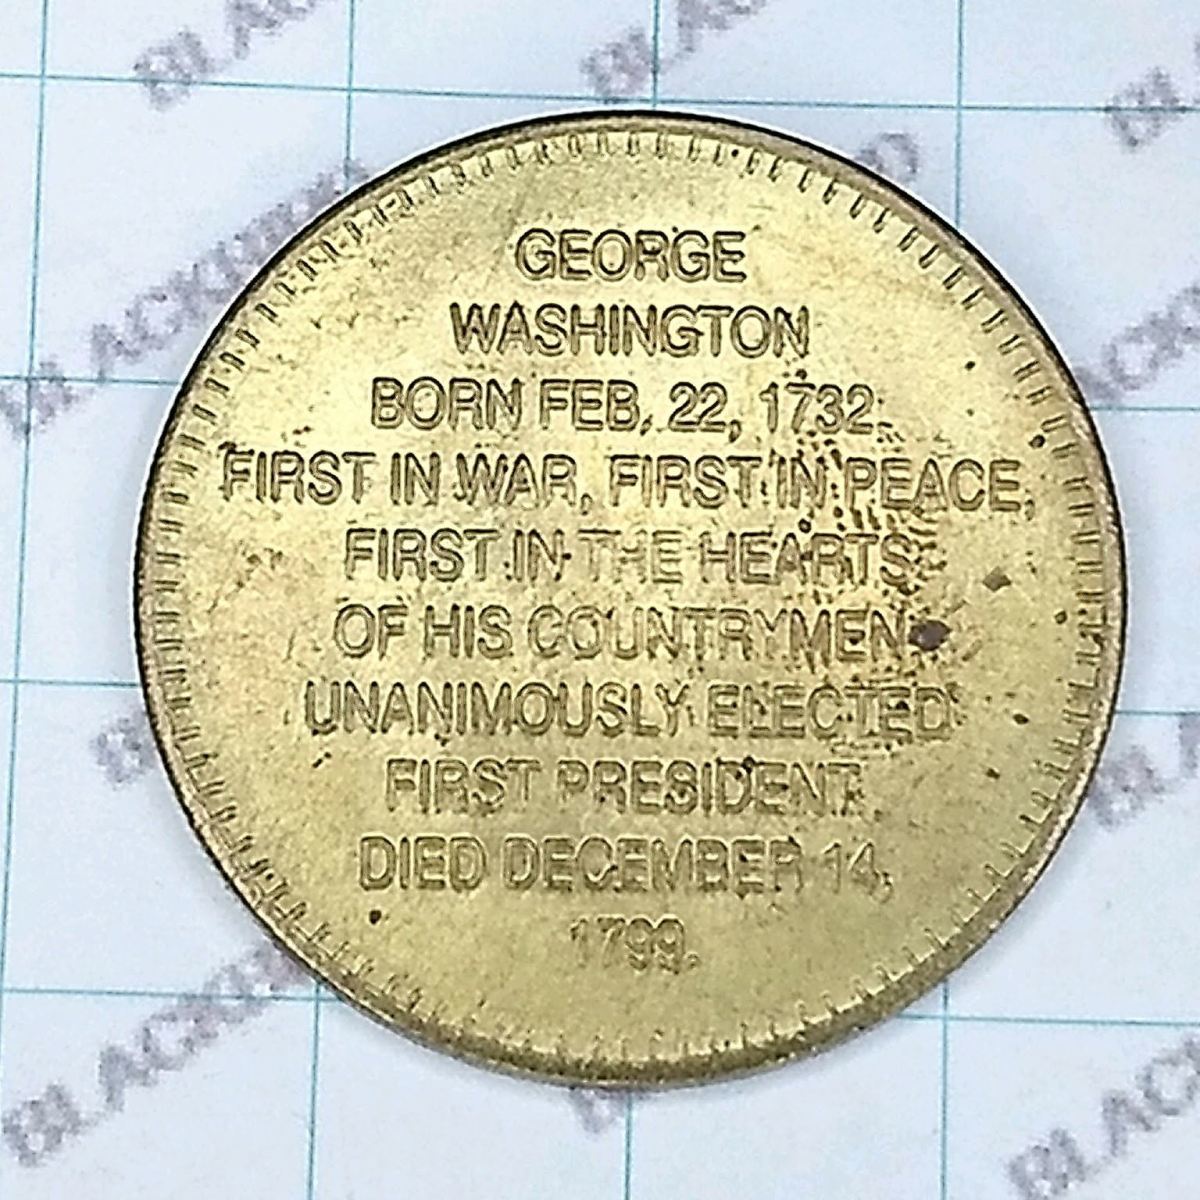 GEORGE
WASHINGTON
BORN FEB. 22, 1732.
FIRST IN WAR, FIRST IN PEACE,
FIRST IN THE HEARTS
OF HIS COUNTRYMEN
UNANIMOUSLY ELECTED
FIRST PRESIDENT.
DIED DECEMBER 14,
1799.